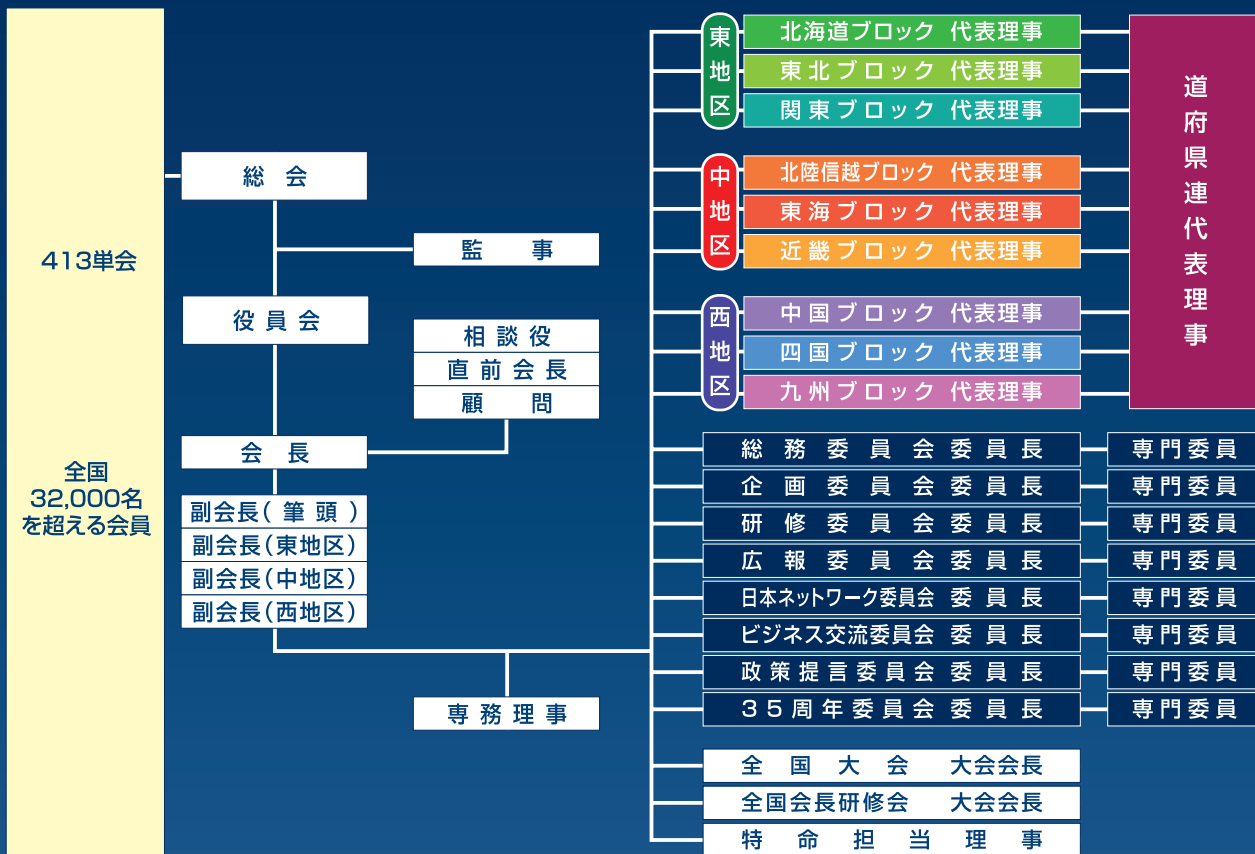 413単会
全国
32,000名
を超える会員
総会
監事
役員会
相談役
直前会長
顧問
会長
副会長(筆頭)
副会長(東地区)
副会長(中地区)
副会長(西地区)
専務理事
東地区
北海道ブロック 代表理事
東北ブロック 代表理事
関東ブロック 代表理事
中地区
北陸信越ブロック 代表理事
東海ブロック 代表理事
近畿ブロック 代表理事
西地区
中国ブロック 代表理事
四国ブロック 代表理事
九州ブロック 代表理事
道府県連代表理事
総務委員会委員長 専門委員
企画委員会委員長 専門委員
研修委員会委員長 専門委員
広報委員会委員長 専門委員
日本ネットワーク委員会 委員長 専門委員
ビジネス交流委員会 委員長 専門委員
政策提言委員会 委員長 専門委員
35周年委員会 委員長 専門委員
全国大会 大会会長
全国会長研修会 大会会長
特命担当理事